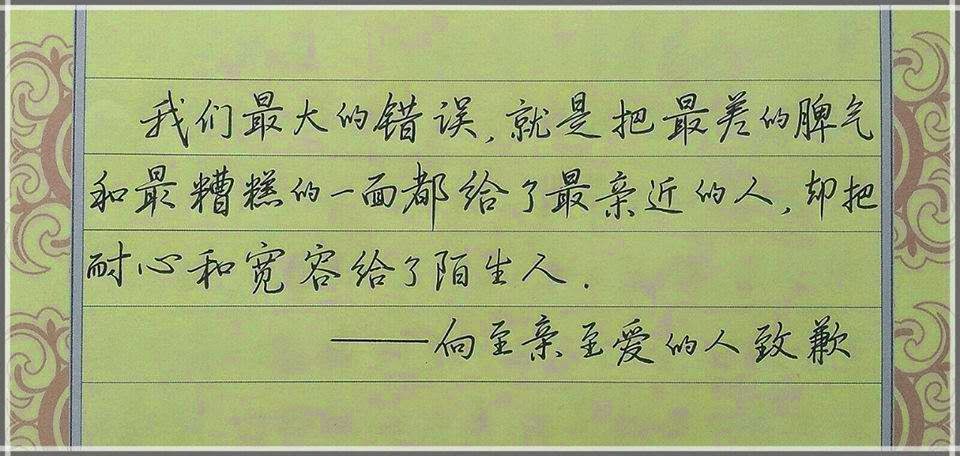 我们最大的错误,就是把最差的脾气
和最糟糕的一面都给了最亲近的人,却把
耐心和宽容给了陌生人.
——向至亲至爱的人致歉